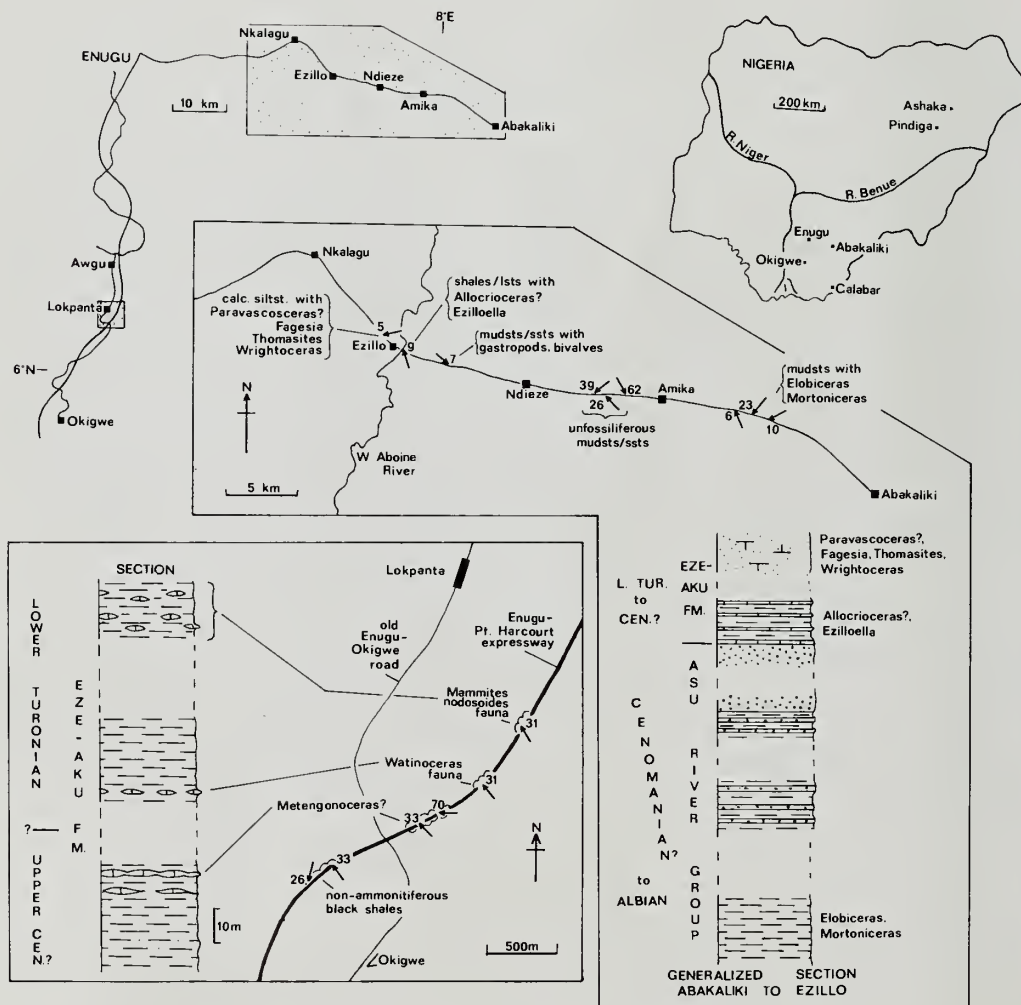 8°E
Nkalagu
ENUGU
Ezillo
Ndieze
Amika
Abakaliki
10 km
Awgu
Lokpanta
6°N
Okigwe
NIGERIA
200km
Ashaka
Pindiga
R. Niger
R. Benue
Enugu
Abakaliki
Okigwe
Calabar
Nkalagu
calc. siltst. with
Paravascosceras?
Fagesia
Thomasites
Wrightoceras
shales/lsts with
Allocrioceras?
Ezilloella
5
Ezillo
9
7
mudsts/ssts with
gastropods, bivalves
Ndieze
39
62
26
Amika
unfossiliferous
mudsts/ssts
mudsts with
Elobiceras
Mortoniceras
23
6
10
N
W Aboine
River
5 km
Abakaliki
SECTION
LOWER
TURONIAN
?
UPPER CEN.?
EZE-AKU
FM.
10m
Lokpanta
old
Enugu-
Okigwe
road
Enugu-
Pt. Harcourt
expressway
Mammites
nodosoides
fauna
31
Watinoceras
fauna
31
Metengonoceras?
70
33
33
26
non-ammonitiferous
black shales
N
500m
Okigwe
L. TUR.
to
CEN.?
EZE-
AKU
FM.
CENOMANIAN?
to
ALBIAN
ASU
RIVER
GROUP
Paravascoceras?,
Fagesia, Thomasites,
Wrightoceras
Allocrioceras?,
Ezilloella
Elobiceras,
Mortoniceras
GENERALIZED SECTION
ABAKALIKI TO EZILLO